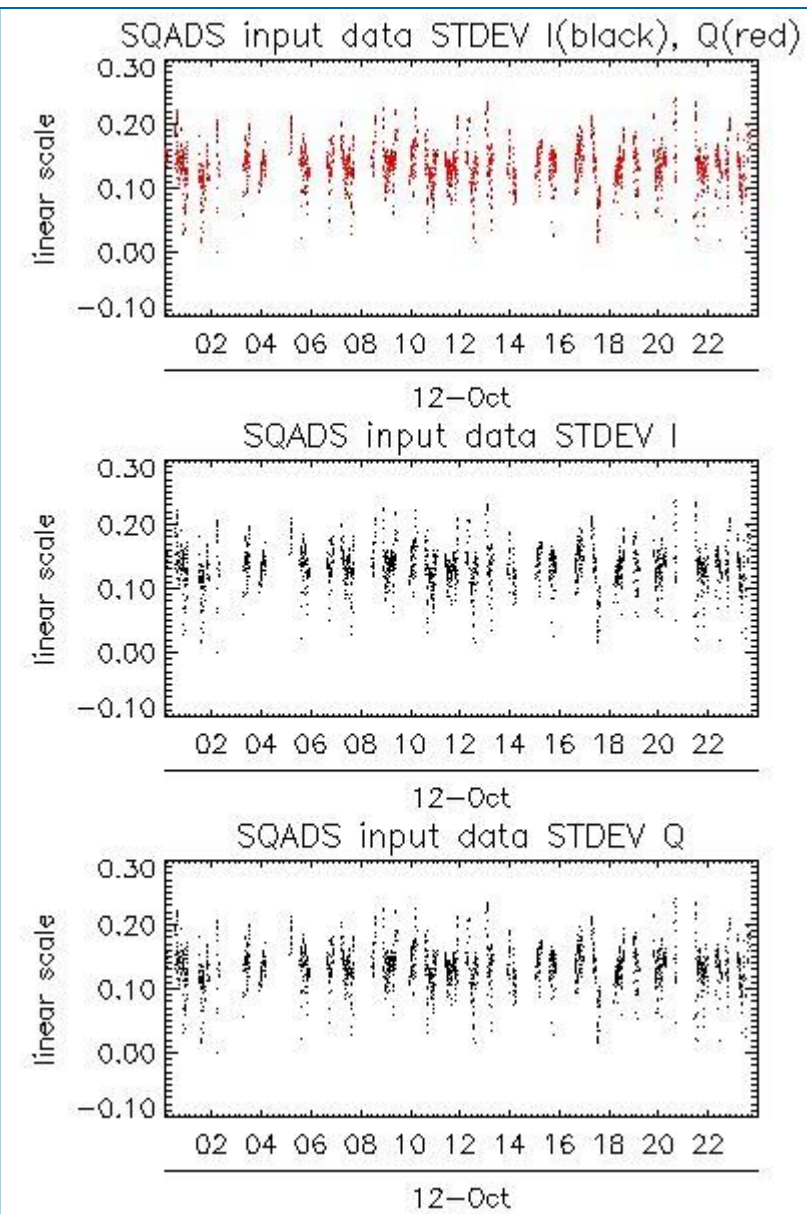 SQADS input data STDEV I(black), Q(red)
0.30
0.20
0.10
0.00
−0.10
linear scale
02 04 06 08 10 12 14 16 18 20 22
12−Oct
SQADS input data STDEV I
0.30
0.20
0.10
0.00
−0.10
linear scale
02 04 06 08 10 12 14 16 18 20 22
12−Oct
SQADS input data STDEV Q
0.30
0.20
0.10
0.00
−0.10
linear scale
02 04 06 08 10 12 14 16 18 20 22
12−Oct